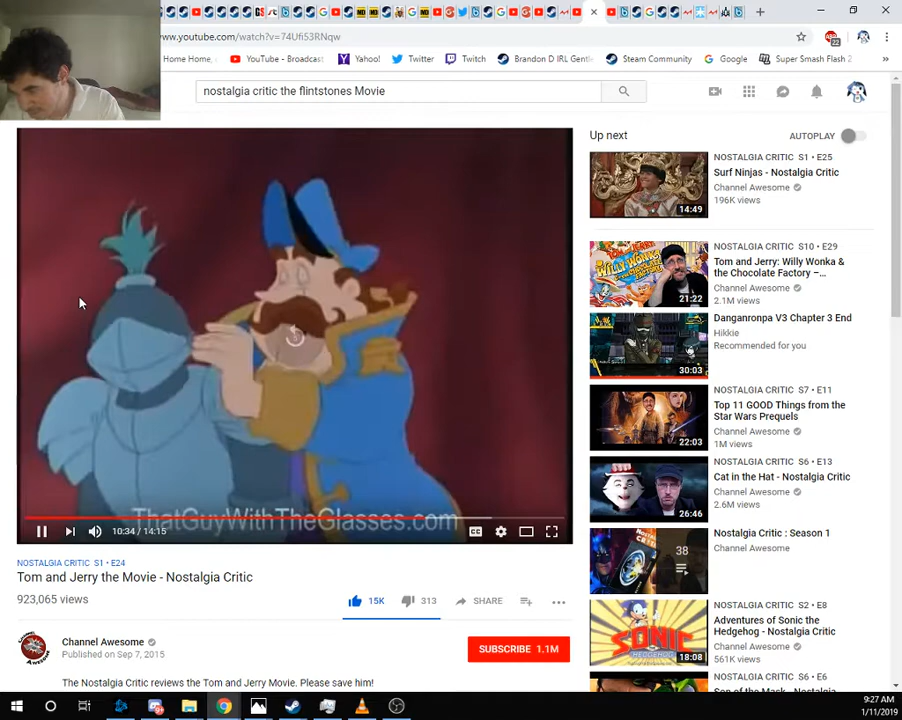 youtube.com/watch?v=74Ufi53RNqw
22
Home Home,
YouTube - Broadcast
Yahoo!
Twitter
Twitch
Brandon D IRL Gentle
Steam Community
Google
Super Smash Flash 2
nostalgia critic the flintstones Movie
Up next
AUTOPLAY
NOSTALGIA CRITIC S1 • E25
Surf Ninjas - Nostalgia Critic
Channel Awesome
196K views
14:49
NOSTALGIA CRITIC S10 • E29
Tom and Jerry: Willy Wonka &
the Chocolate Factory –...
Channel Awesome
2.1M views
21:22
Danganronpa V3 Chapter 3 End
Hikkie
Recommended for you
30:03
NOSTALGIA CRITIC S7 • E11
Top 11 GOOD Things from the
Star Wars Prequels
Channel Awesome
1M views
22:03
NOSTALGIA CRITIC S6 • E13
Cat in the Hat - Nostalgia Critic
Channel Awesome
2.6M views
26:46
Nostalgia Critic : Season 1
Channel Awesome
38
NOSTALGIA CRITIC S2 • E8
Adventures of Sonic the
Hedgehog - Nostalgia Critic
Channel Awesome
561K views
18:08
NOSTALGIA CRITIC S6 • E6
Son of the Mask - Nostalgia
ThatGuyWithTheGlasses.com
10:34 / 14:15
NOSTALGIA CRITIC S1 • E24
Tom and Jerry the Movie - Nostalgia Critic
923,065 views
15K
313
SHARE
Channel Awesome
Published on Sep 7, 2015
SUBSCRIBE 1.1M
The Nostalgia Critic reviews the Tom and Jerry Movie. Please save him!
9:27 AM
1/11/2019